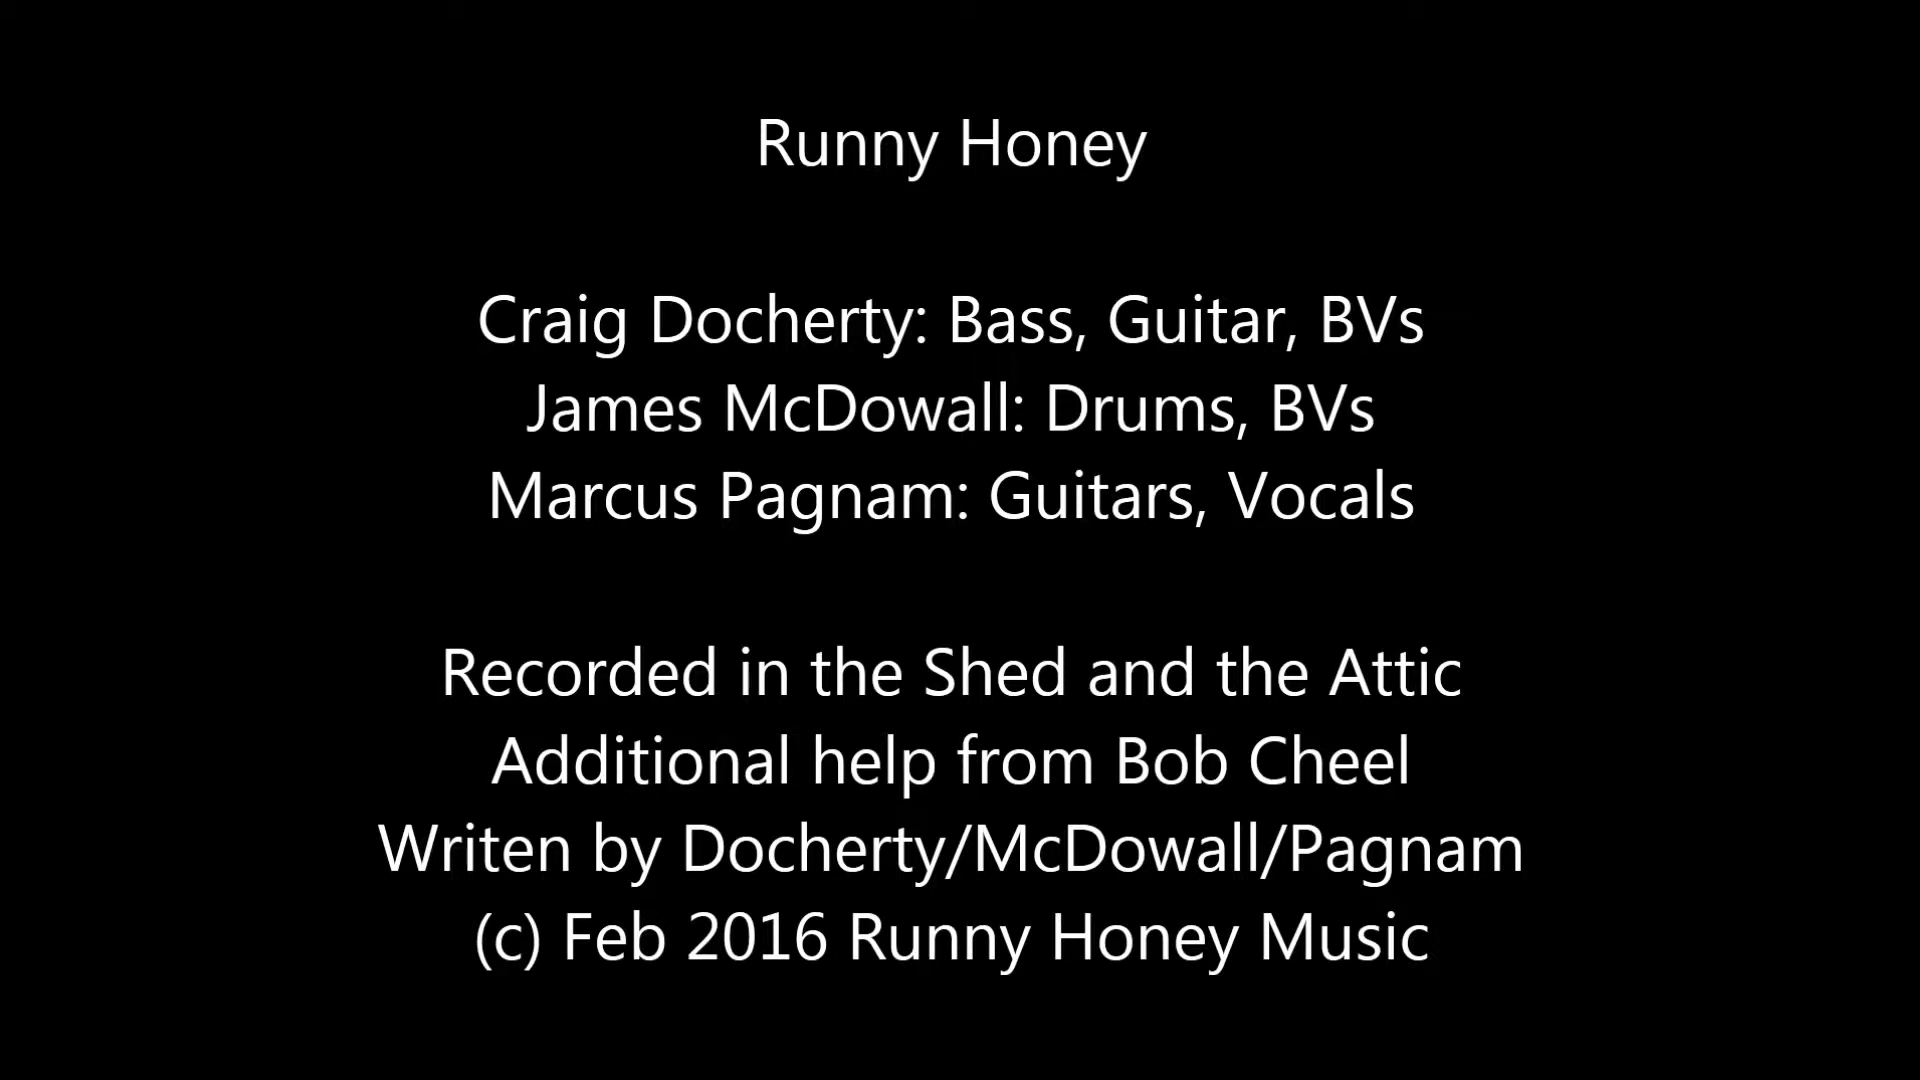 Runny Honey
Craig Docherty: Bass, Guitar, BVs
James McDowall: Drums, BVs
Marcus Pagnam: Guitars, Vocals
Recorded in the Shed and the Attic
Additional help from Bob Cheel
Writen by Docherty/McDowall/Pagnam
(c) Feb 2016 Runny Honey Music